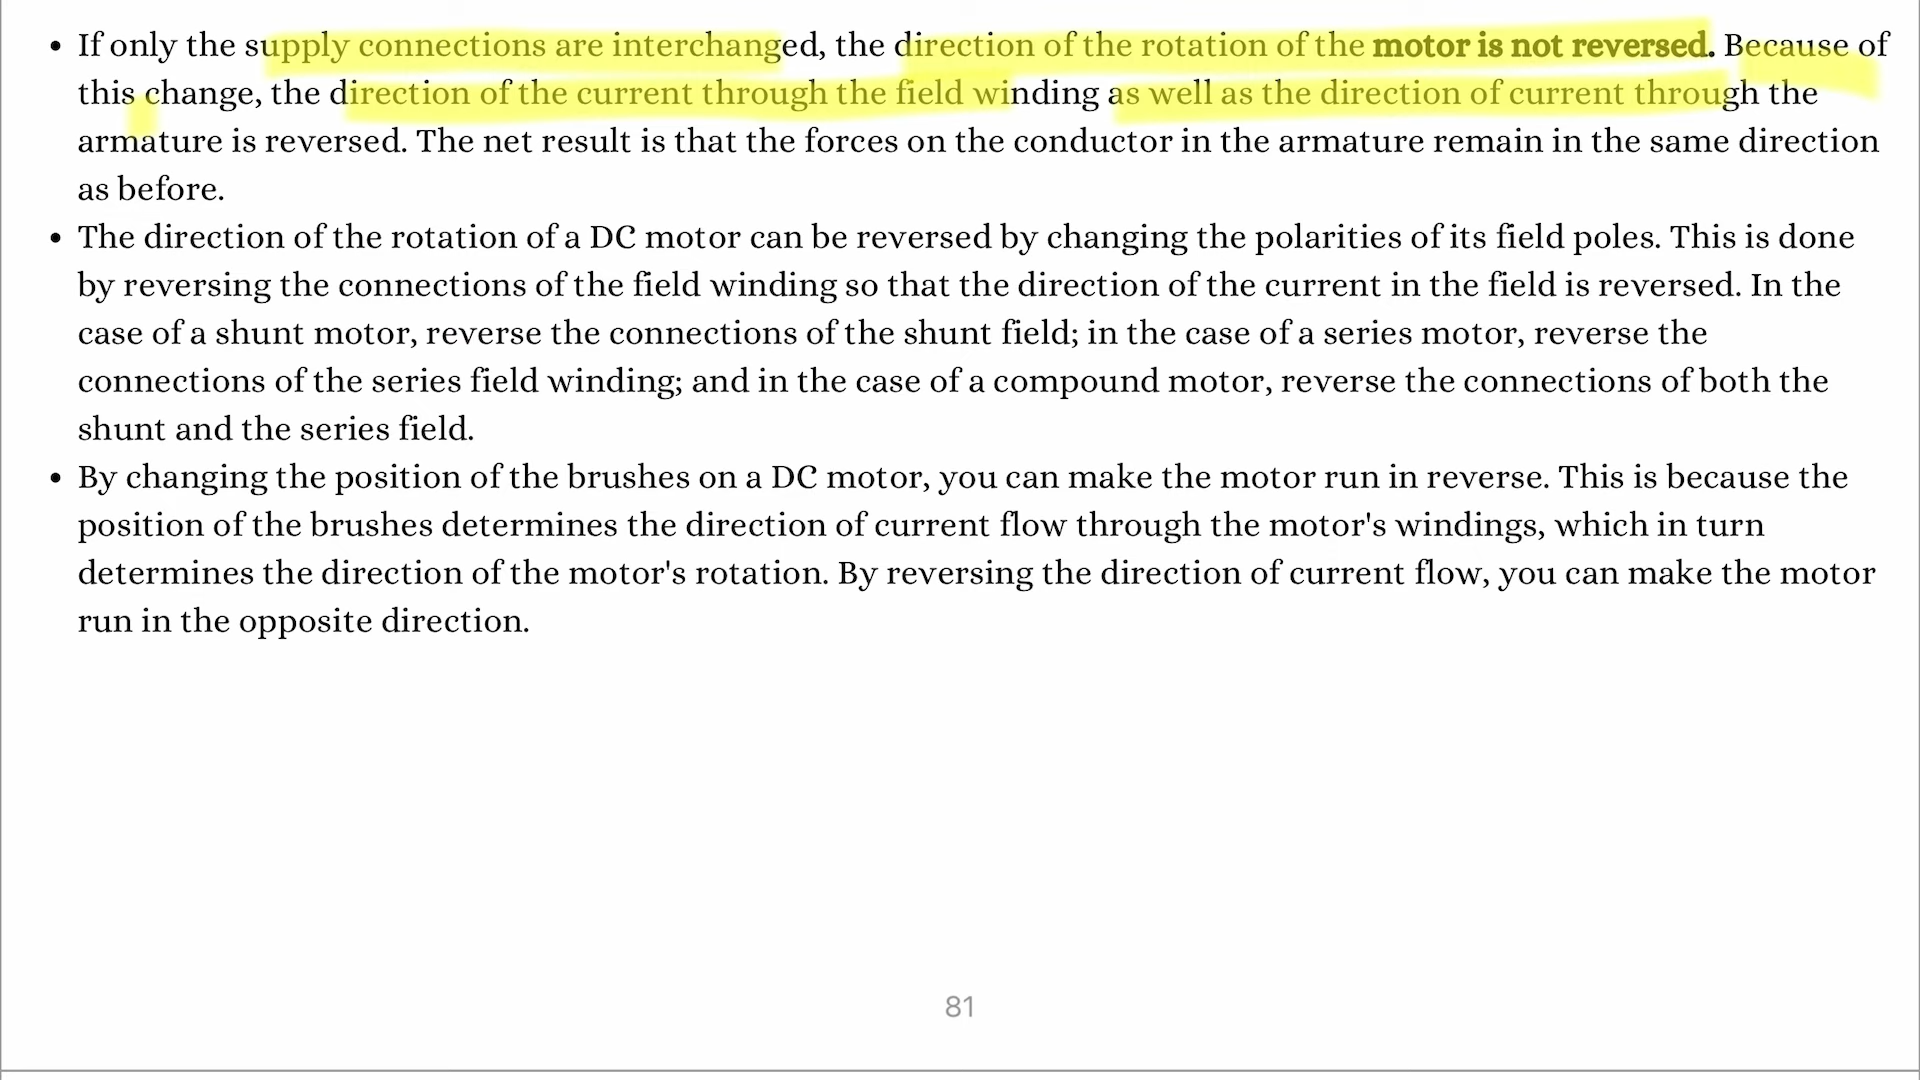 • If only the supply connections are interchanged, the direction of the rotation of the motor is not reversed. Because of
this change, the direction of the current through the field winding as well as the direction of current through the
armature is reversed. The net result is that the forces on the conductor in the armature remain in the same direction
as before.
• The direction of the rotation of a DC motor can be reversed by changing the polarities of its field poles. This is done
by reversing the connections of the field winding so that the direction of the current in the field is reversed. In the
case of a shunt motor, reverse the connections of the shunt field; in the case of a series motor, reverse the
connections of the series field winding; and in the case of a compound motor, reverse the connections of both the
shunt and the series field.
• By changing the position of the brushes on a DC motor, you can make the motor run in reverse. This is because the
position of the brushes determines the direction of current flow through the motor's windings, which in turn
determines the direction of the motor's rotation. By reversing the direction of current flow, you can make the motor
run in the opposite direction.
81